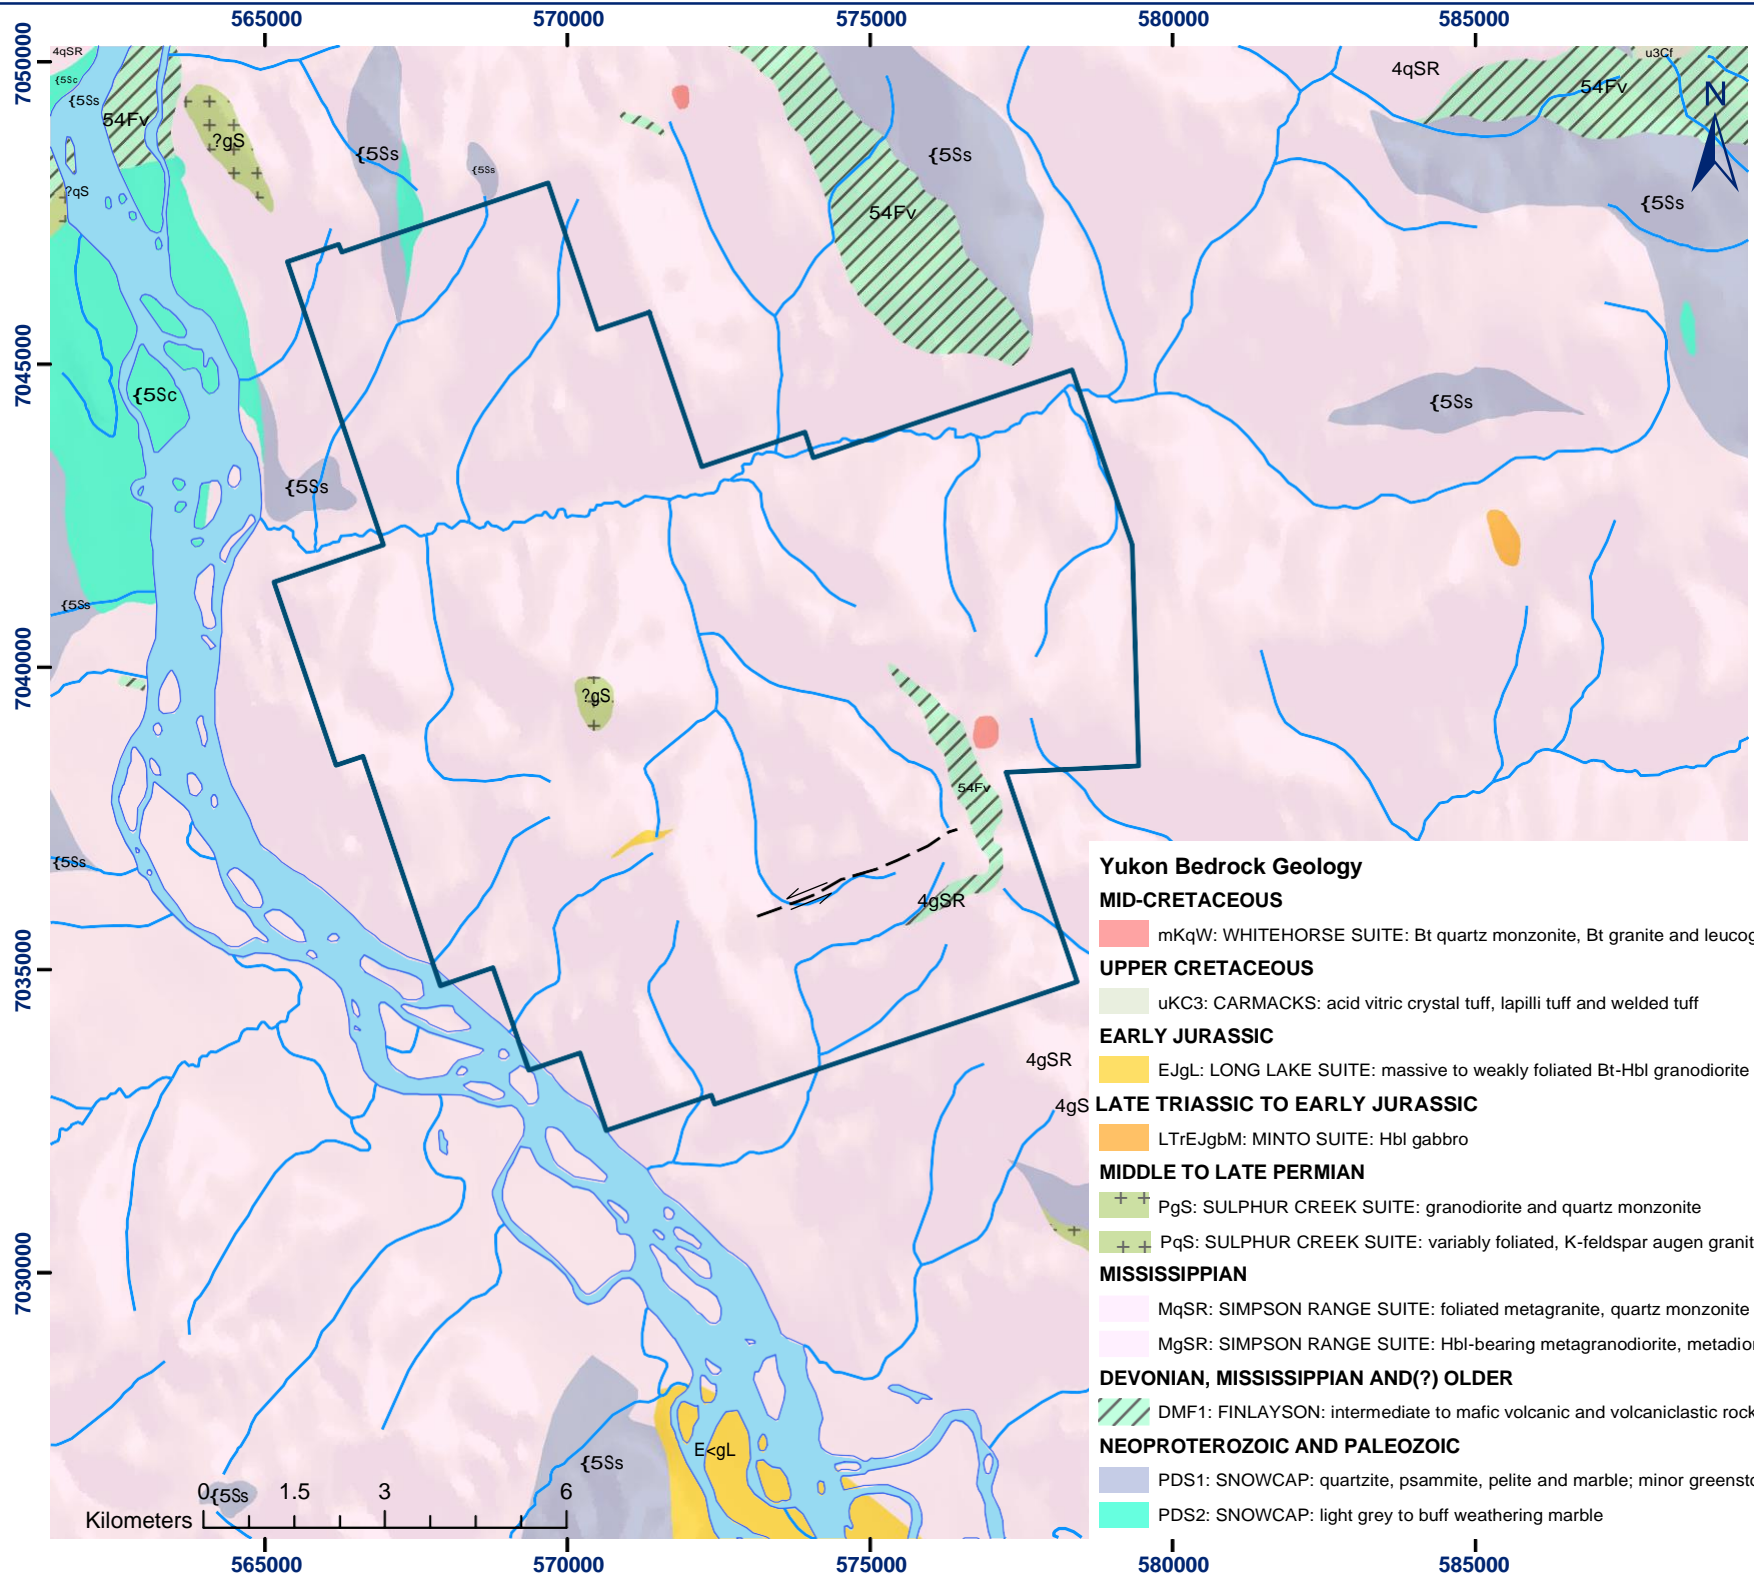 565000 570000 575000 580000 585000
7050000
7045000
7040000
7035000
7030000
4qSR
{5Sc
{5Ss
54Fv
?gS
?qS
{5Ss
{5Ss
{5Ss
54Fv
4qSR
u3Cf
54Fv
N
{5Ss
{5Sc
{5Ss
{5Ss
{5Ss
?gS
54Fv
{5Ss
4gSR
4gSR
4gS
E<gL
{5Ss
{5Ss
0 1.5 3 6
Kilometers
Yukon Bedrock Geology
MID-CRETACEOUS
mKqW: WHITEHORSE SUITE: Bt quartz monzonite, Bt granite and leucog
UPPER CRETACEOUS
uKC3: CARMACKS: acid vitric crystal tuff, lapilli tuff and welded tuff
EARLY JURASSIC
EJgL: LONG LAKE SUITE: massive to weakly foliated Bt-Hbl granodiorite
LATE TRIASSIC TO EARLY JURASSIC
LTrEJgbM: MINTO SUITE: Hbl gabbro
MIDDLE TO LATE PERMIAN
PgS: SULPHUR CREEK SUITE: granodiorite and quartz monzonite
PqS: SULPHUR CREEK SUITE: variably foliated, K-feldspar augen granit
MISSISSIPPIAN
MqSR: SIMPSON RANGE SUITE: foliated metagranite, quartz monzonite
MgSR: SIMPSON RANGE SUITE: Hbl-bearing metagranodiorite, metadior
DEVONIAN, MISSISSIPPIAN AND(?) OLDER
DMF1: FINLAYSON: intermediate to mafic volcanic and volcaniclastic rock
NEOPROTEROZOIC AND PALEOZOIC
PDS1: SNOWCAP: quartzite, psammite, pelite and marble; minor greensto
PDS2: SNOWCAP: light grey to buff weathering marble
565000 570000 575000 580000 585000